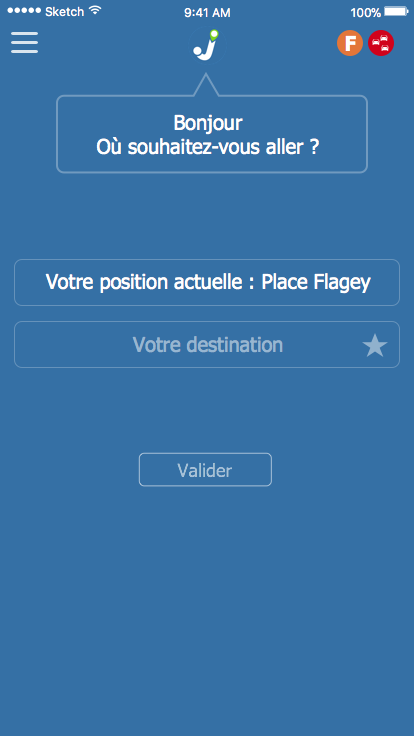 Sketch 9:41 AM 100%
F
Bonjour
Où souhaitez-vous aller ?
Votre position actuelle : Place Flagey
Votre destination
Valider